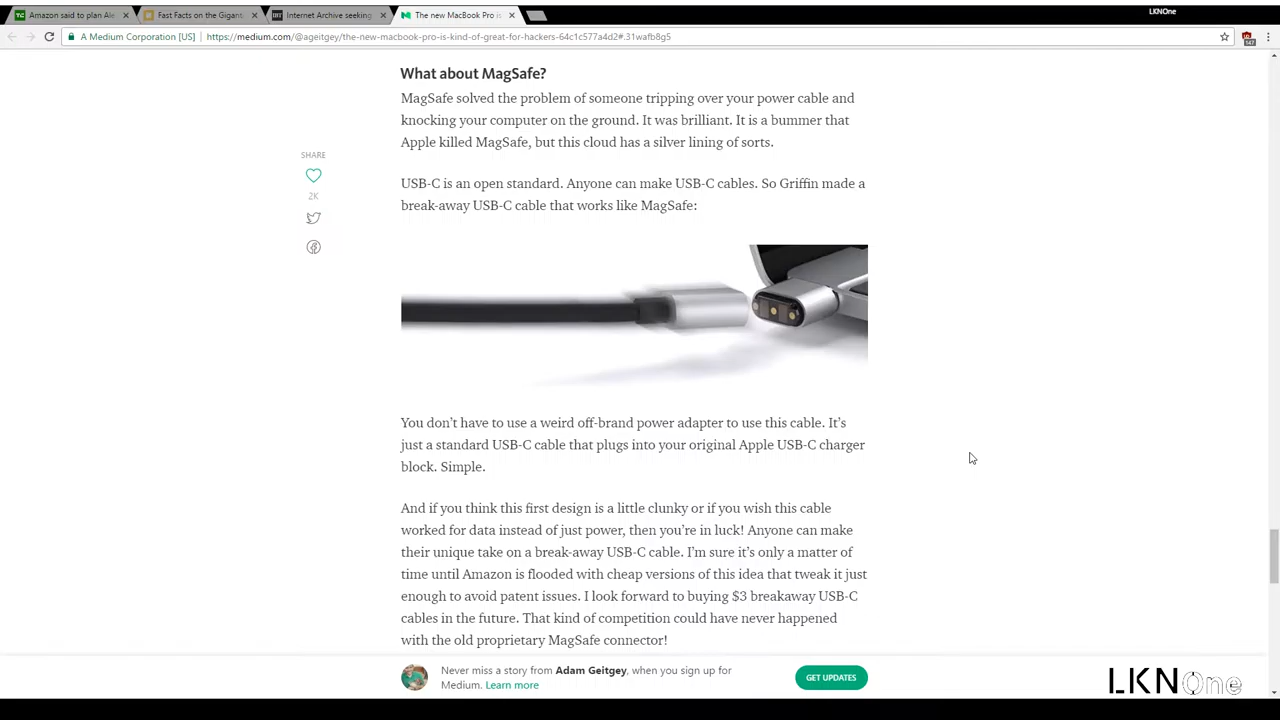 Amazon said to plan Ale
Fast Facts on the Gigant
Internet Archive seeking
The new MacBook Pro is
LKNOne
A Medium Corporation [US]
https://medium.com/@ageitgey/the-new-macbook-pro-is-kind-of-great-for-hackers-64c1c577a4d2#.31wafb8g5
147
What about MagSafe?
MagSafe solved the problem of someone tripping over your power cable and
knocking your computer on the ground. It was brilliant. It is a bummer that
Apple killed MagSafe, but this cloud has a silver lining of sorts.
SHARE
2K
USB-C is an open standard. Anyone can make USB-C cables. So Griffin made a
break-away USB-C cable that works like MagSafe:
You don’t have to use a weird off-brand power adapter to use this cable. It’s
just a standard USB-C cable that plugs into your original Apple USB-C charger
block. Simple.
And if you think this first design is a little clunky or if you wish this cable
worked for data instead of just power, then you’re in luck! Anyone can make
their unique take on a break-away USB-C cable. I’m sure it’s only a matter of
time until Amazon is flooded with cheap versions of this idea that tweak it just
enough to avoid patent issues. I look forward to buying $3 breakaway USB-C
cables in the future. That kind of competition could have never happened
with the old proprietary MagSafe connector!
Never miss a story from Adam Geitgey, when you sign up for
Medium. Learn more
GET UPDATES
LKNOne